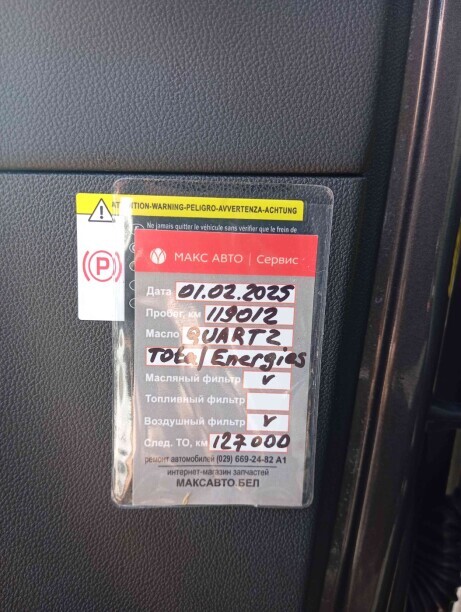 ATTENTION-WARNING-PELIGRO-AVVERTENZA-ACHTUNG
Ne jamais quitter le véhicule sans vérifier que le frein de
P
МАКС АВТО | Сервис
Дата 01.02.2025
Пробег, км 119012
Масло QUARTZ
Total Energies
Масляный фильтр v
Топливный фильтр
Воздушный фильтр v
След. ТО, км 127000
ремонт автомобилей (029) 669-24-82 А1
интернет-магазин запчастей
МАКСАВТО.БЕЛ